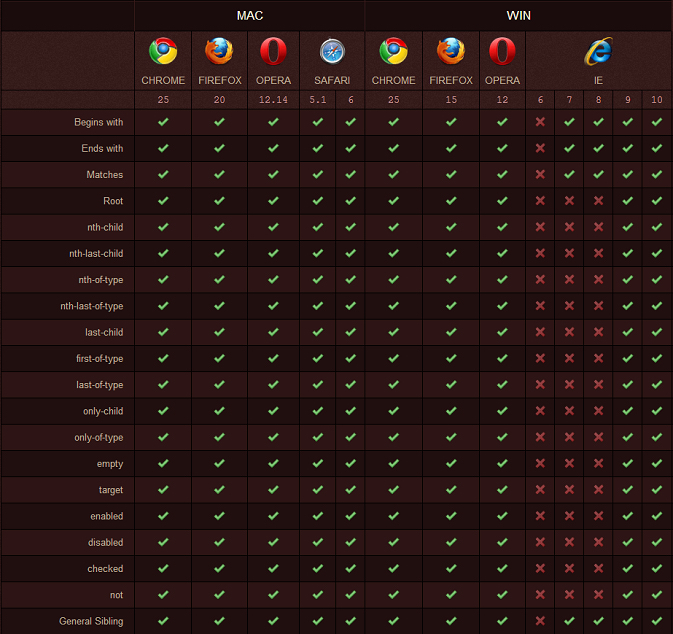 MAC WIN
CHROME FIREFOX OPERA SAFARI CHROME FIREFOX OPERA IE
25 20 12.14 5.1 6 25 15 12 6 7 8 9 10
Begins with
Ends with
Matches
Root
nth-child
nth-last-child
nth-of-type
nth-last-of-type
last-child
first-of-type
last-of-type
only-child
only-of-type
empty
target
enabled
disabled
checked
not
General Sibling